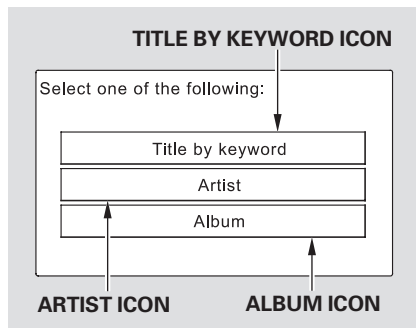 TITLE BY KEYWORD ICON
Select one of the following:
Title by keyword
Artist
Album
ARTIST ICON
ALBUM ICON